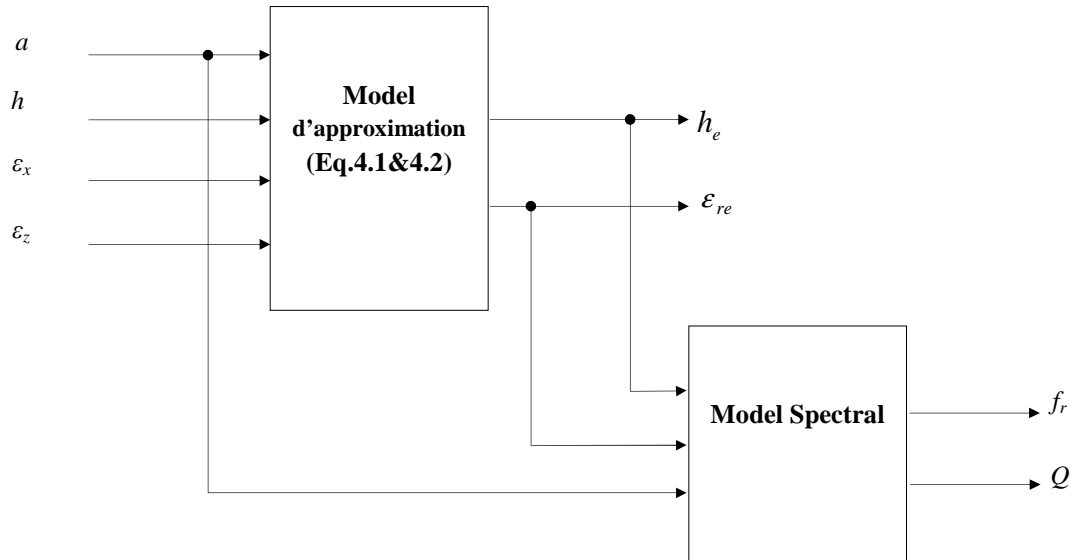 a
h
εx
εz
Model
d’approximation
(Eq.4.1&4.2)
he
εre
Model Spectral
fr
Q